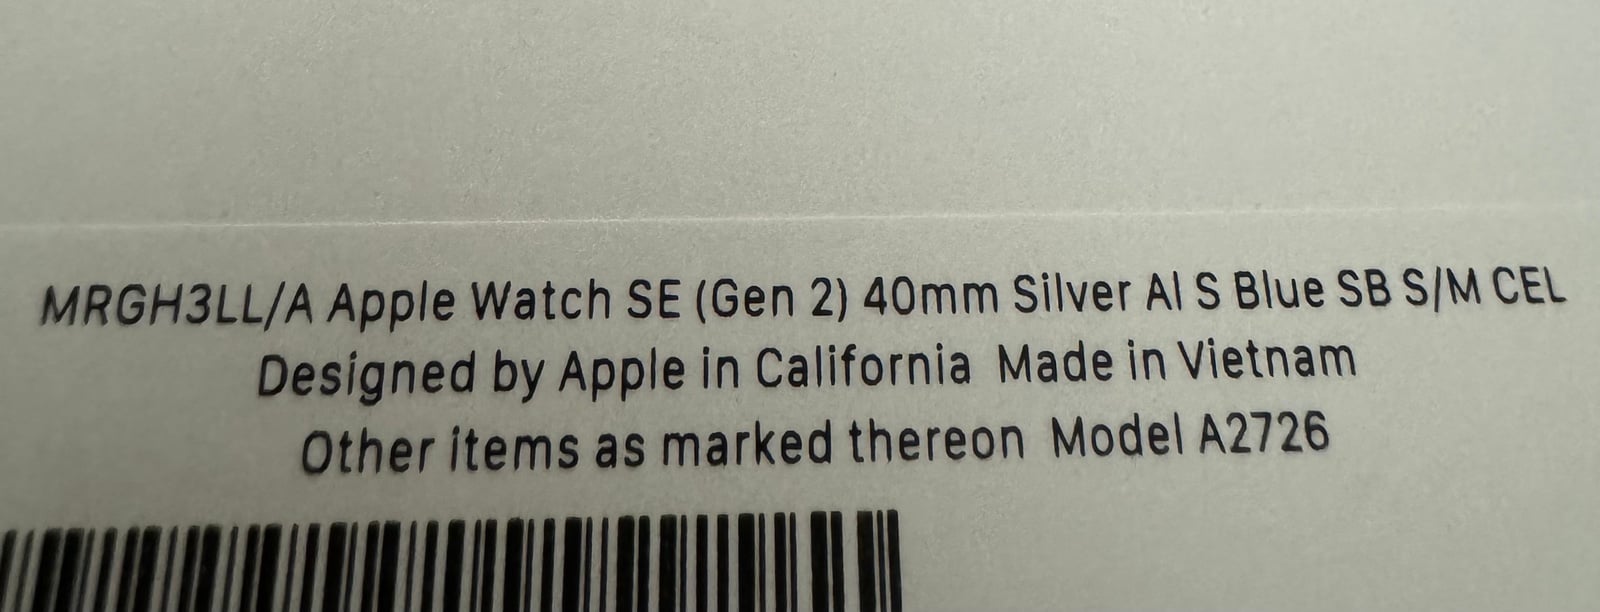 MRGH3LL/A Apple Watch SE (Gen 2) 40mm Silver Al S Blue SB S/M CEL
Designed by Apple in California Made in Vietnam
Other items as marked thereon Model A2726